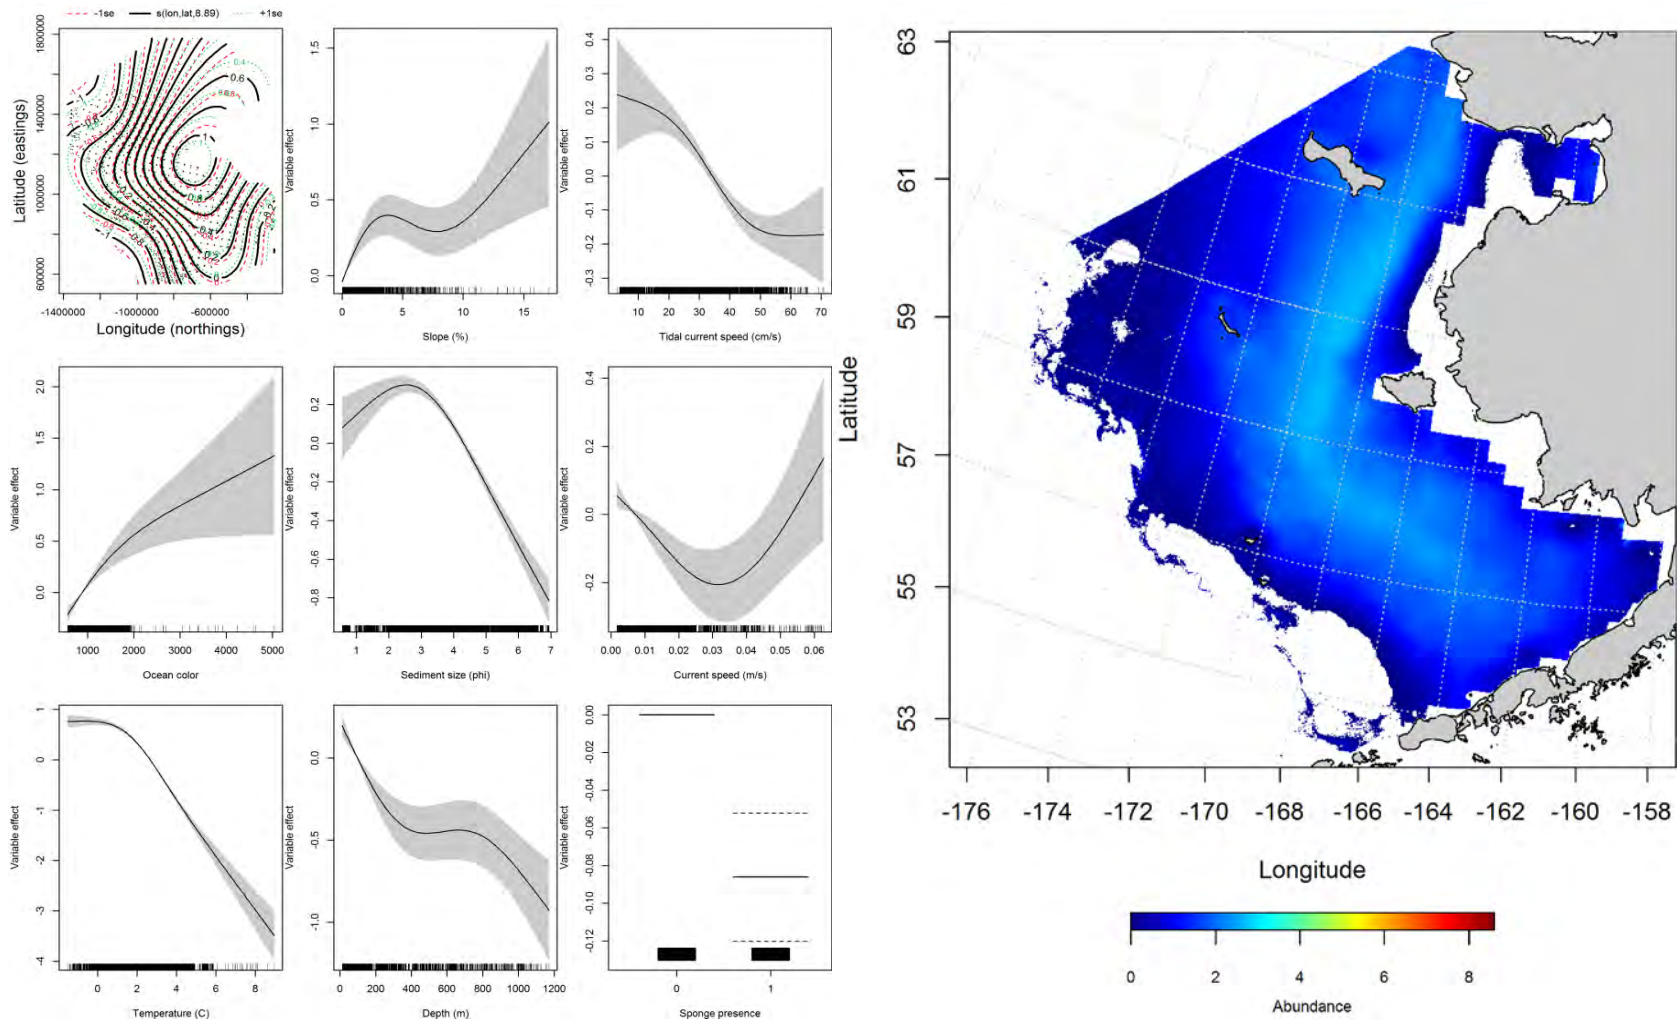 -1se s(lon,lat,8.89) +1se
Latitude (eastings)
600000 1000000 1400000 1800000
0.4
0.6
1
0.8
-1400000 -1000000 -600000
Longitude (northings)
Variable effect
0.0 0.5 1.0 1.5
0 5 10 15
Slope (%)
Variable effect
-0.3 -0.2 -0.1 0.0 0.1 0.2 0.3 0.4
10 20 30 40 50 60 70
Tidal current speed (cm/s)
Variable effect
0.0 0.5 1.0 1.5 2.0
1000 2000 3000 4000 5000
Ocean color
Variable effect
-0.8 -0.6 -0.4 -0.2 0.0 0.2
1 2 3 4 5 6 7
Sediment size (phi)
Variable effect
-0.2 0.0 0.2 0.4
0.00 0.01 0.02 0.03 0.04 0.05 0.06
Current speed (m/s)
Variable effect
-4 -3 -2 -1 0 1
0 2 4 6 8
Temperature (C)
Variable effect
-1.0 -0.5 0.0
0 200 400 600 800 1000 1200
Depth (m)
Variable effect
-0.12 -0.10 -0.08 -0.06 -0.04 -0.02 0.00
0 1
Sponge presence
Latitude
53 55 57 59 61 63
-176 -174 -172 -170 -168 -166 -164 -162 -160 -158
Longitude
0 2 4 6 8
Abundance